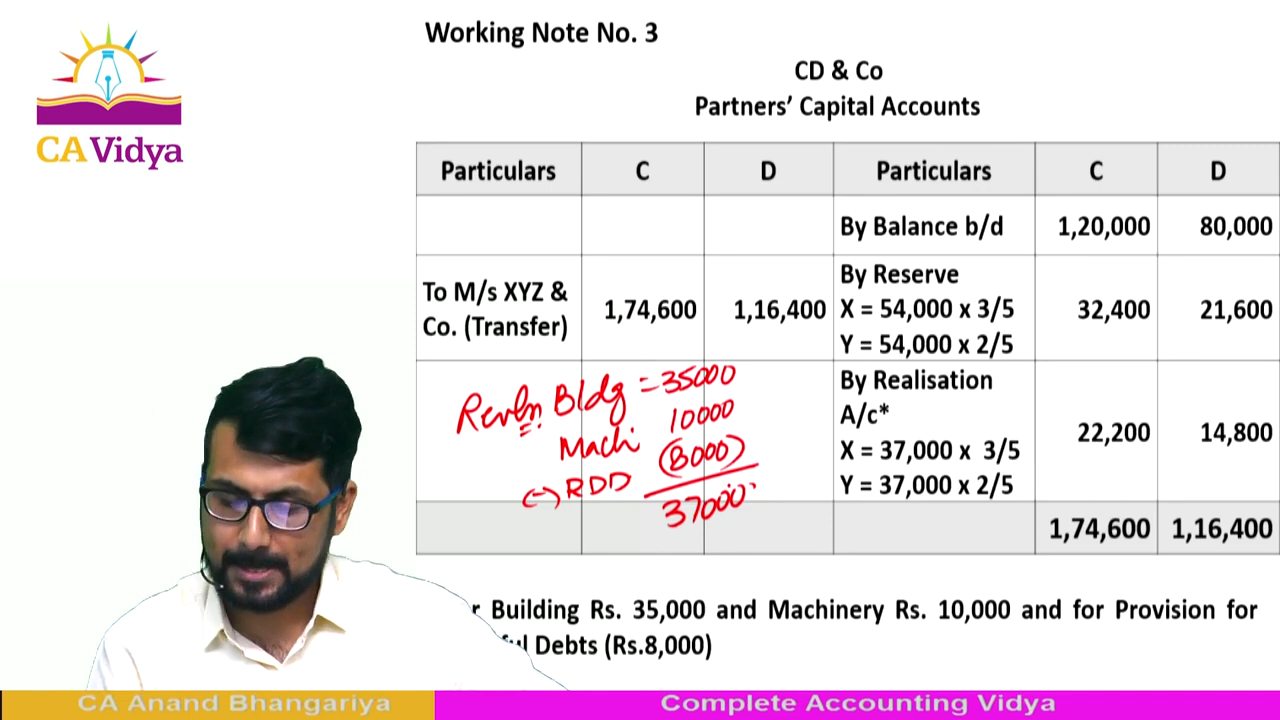 CA Vidya
Working Note No. 3
CD & Co
Partners' Capital Accounts
Particulars C D Particulars C D
By Balance b/d 1,20,000 80,000
To M/s XYZ & Co. (Transfer) 1,74,600 1,16,400
By Reserve
X = 54,000 x 3/5
Y = 54,000 x 2/5
32,400 21,600
By Realisation
A/c*
X = 37,000 x 3/5
Y = 37,000 x 2/5
22,200 14,800
1,74,600 1,16,400
Revln Bldg = 35000
Machi 10000
(-) RDD (8000)
37000
Building Rs. 35,000 and Machinery Rs. 10,000 and for Provision for
Debts (Rs.8,000)
CA Anand Bhangariya
Complete Accounting Vidya